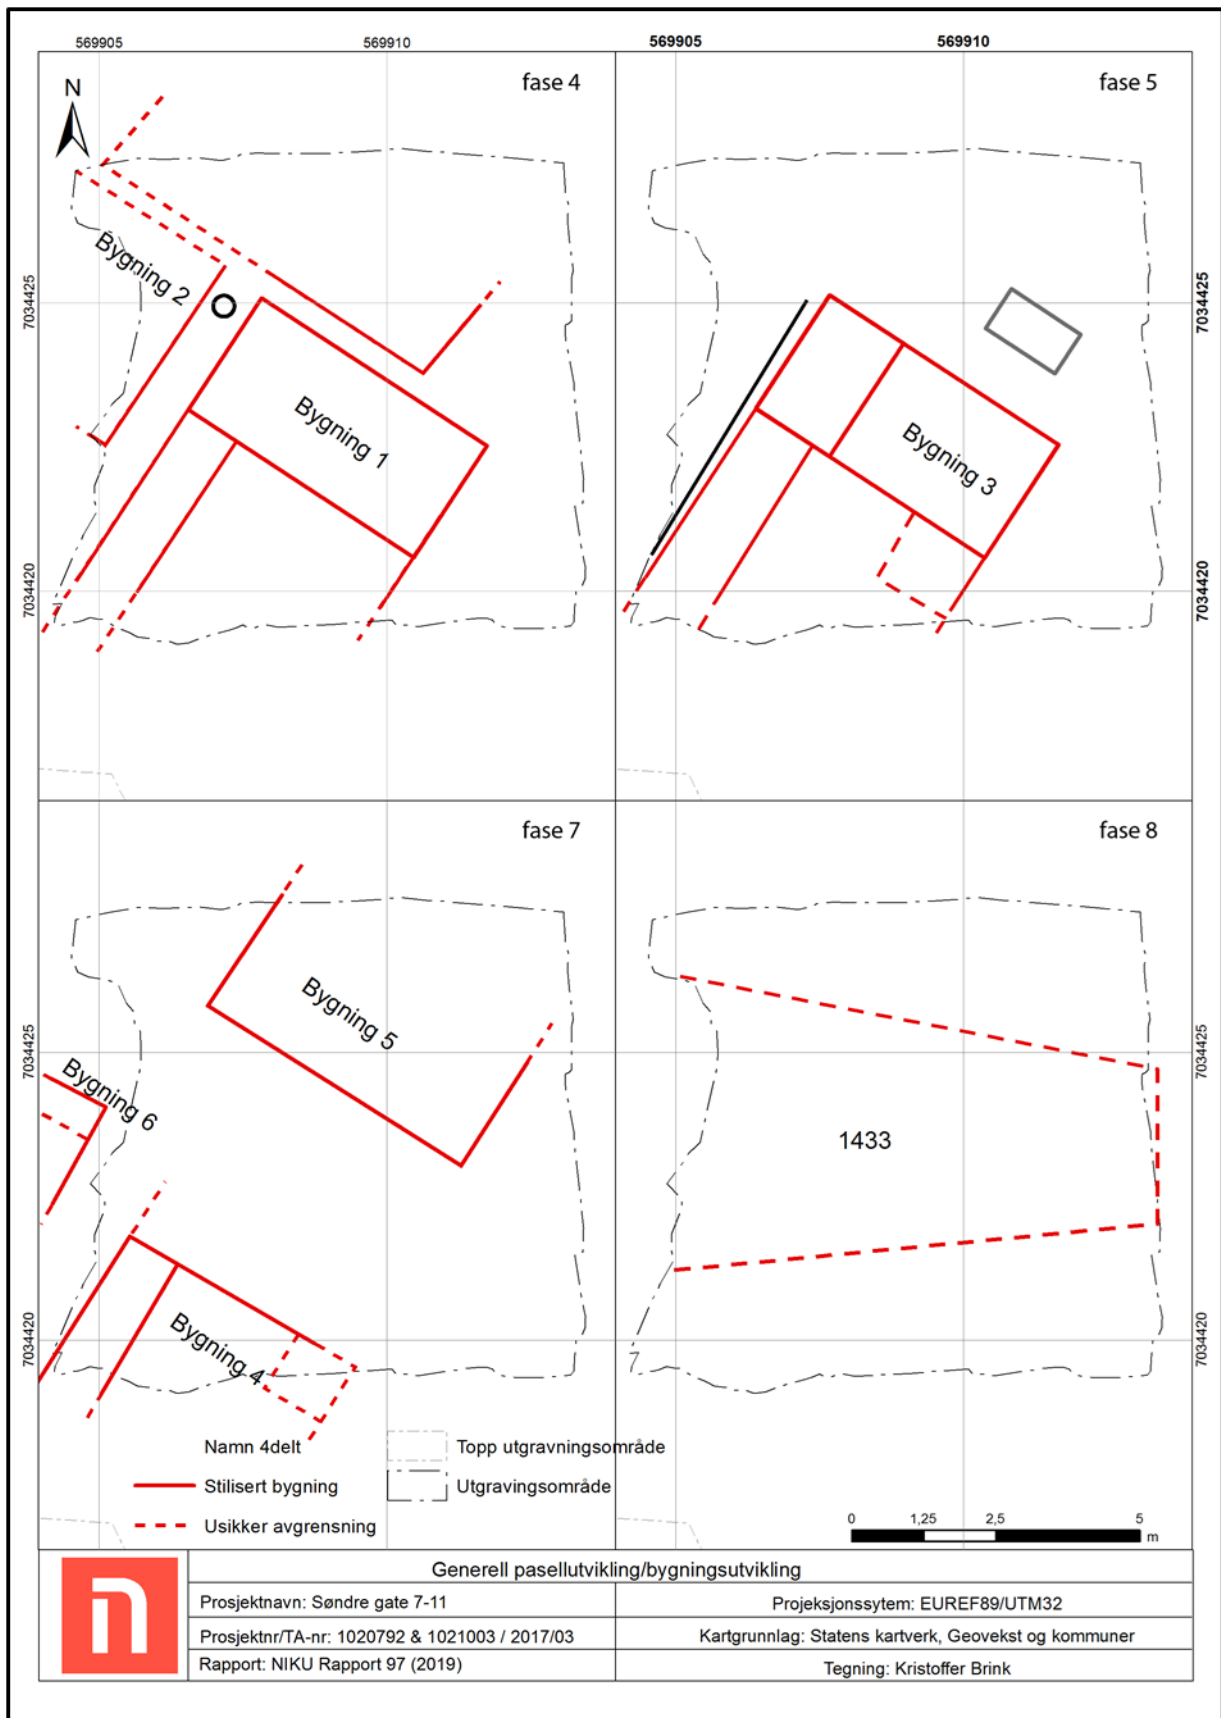 569905
569910
569905
569910
fase 4
fase 5
N
Bygning 2
7034425
7034425
Bygning 1
Bygning 3
7034420
7034420
fase 7
fase 8
Bygning 5
7034425
7034425
Bygning 6
1433
7034420
7034420
Bygning 4
Namn 4delt
Topp utgravningsområde
Stilisert bygning
Utgravingsområde
Usikker avgrensning
0 1,25 2,5 5
m
Generell pasellutvikling/bygningsutvikling
Prosjektnavn: Søndre gate 7-11
Projeksjonssytem: EUREF89/UTM32
Prosjektnr/TA-nr: 1020792 & 1021003 / 2017/03
Kartgrunnlag: Statens kartverk, Geovekst og kommuner
Rapport: NIKU Rapport 97 (2019)
Tegning: Kristoffer Brink